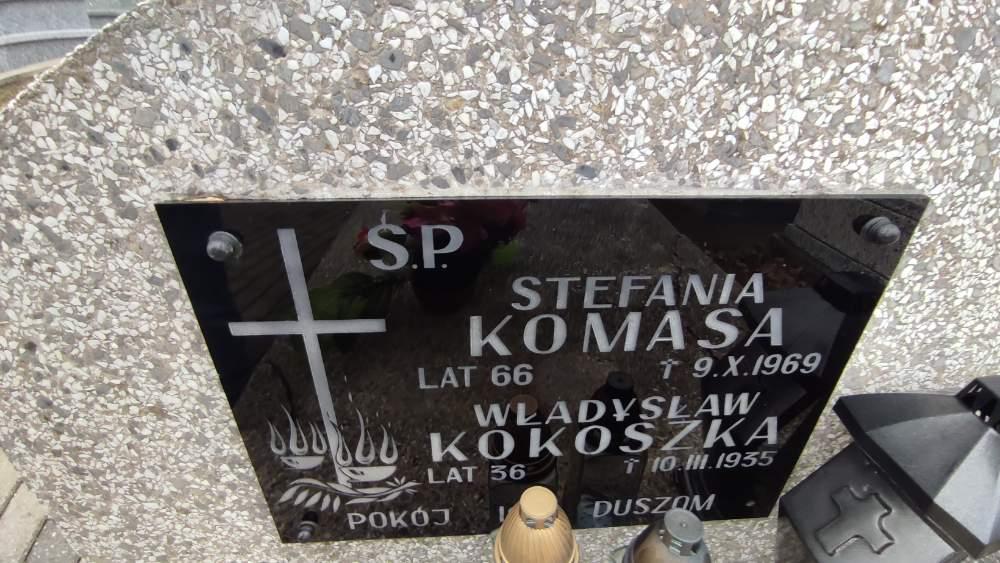 Ś.P.
STEFANIA
KOMASA
LAT 66 † 9.X.1969
WŁADYSŁAW
KOKOSZKA
LAT 36 † 10.III.1935
POKÓJ DUSZOM